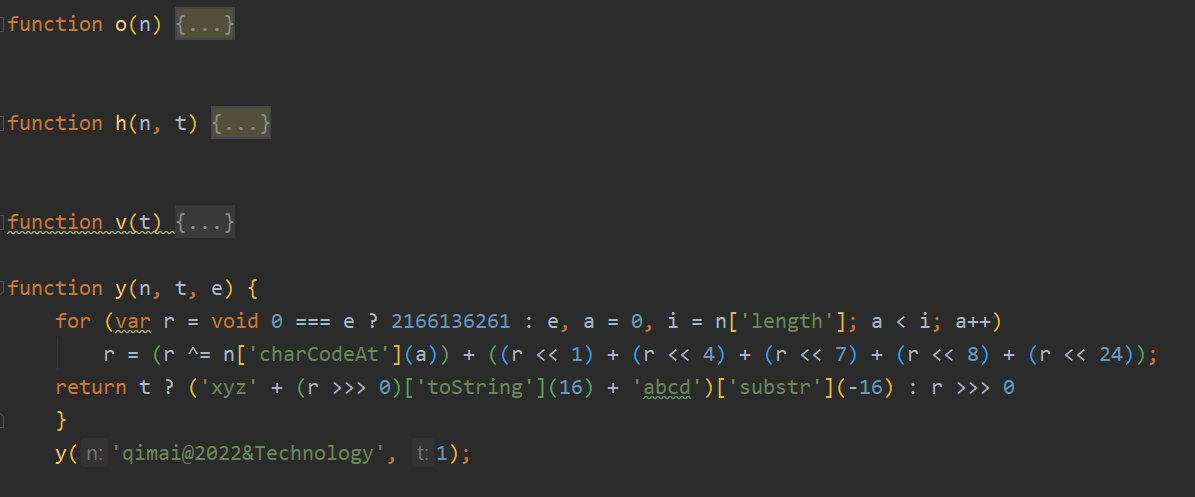 function o(n) {...}
function h(n, t) {...}
function v(t) {...}
function y(n, t, e) {
for (var r = void 0 === e ? 2166136261 : e, a = 0, i = n['length']; a < i; a++)
r = (r ^= n['charCodeAt'](a)) + ((r << 1) + (r << 4) + (r << 7) + (r << 8) + (r << 24));
return t ? ('xyz' + (r >>> 0)['toString'](16) + 'abcd')['substr'](-16) : r >>> 0
}
y( n: 'qimai@2022&Technology', t: 1);